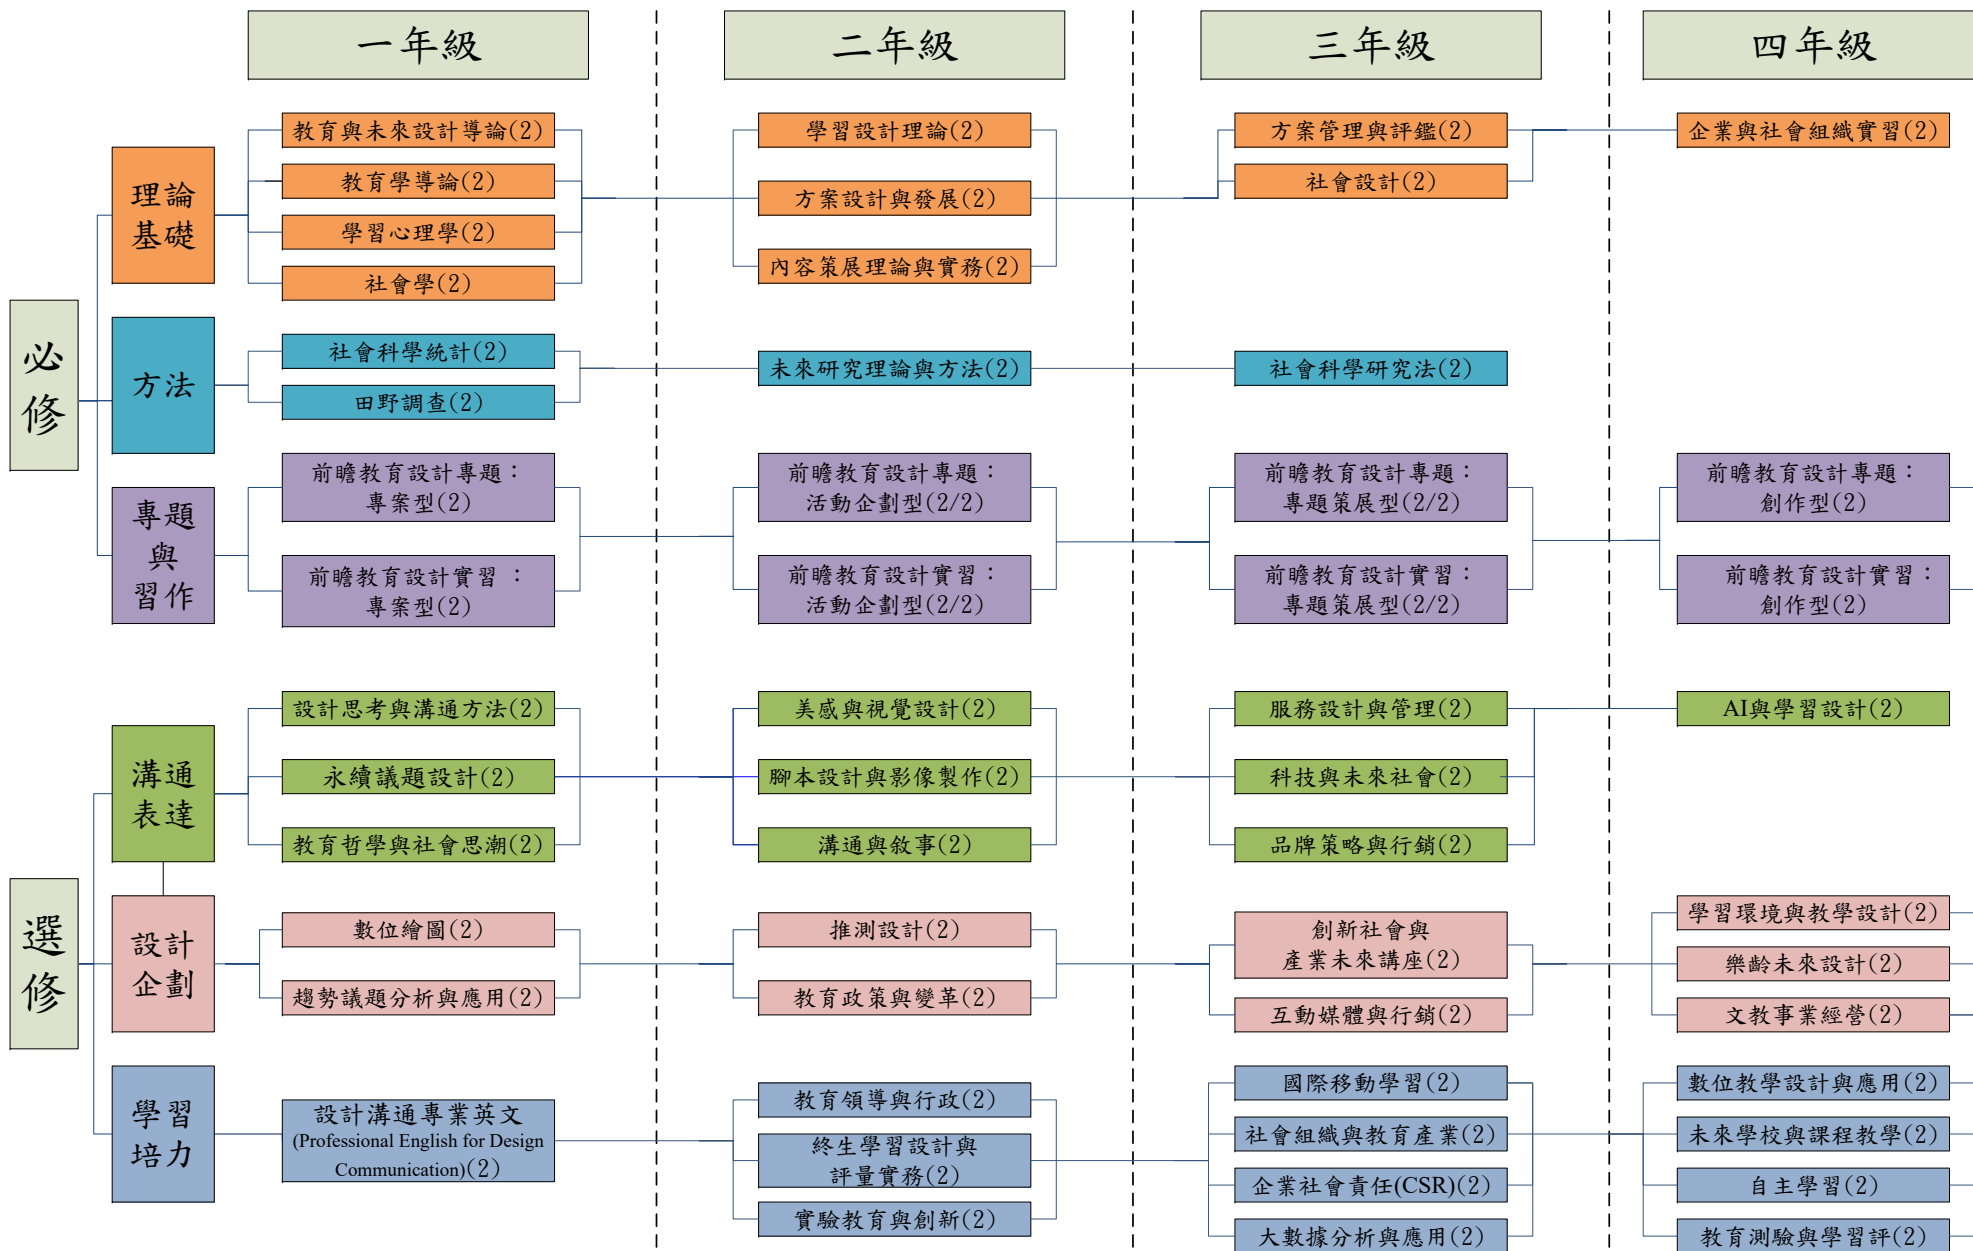 一年級
二年級
三年級
四年級
必
修
理論
基礎
教育與未來設計導論(2)
教育學導論(2)
學習心理學(2)
社會學(2)
學習設計理論(2)
方案設計與發展(2)
內容策展理論與實務(2)
方案管理與評鑑(2)
社會設計(2)
企業與社會組織實習(2)
方法
社會科學統計(2)
田野調查(2)
未來研究理論與方法(2)
社會科學研究法(2)
專題
與
習作
前瞻教育設計專題：
專案型(2)
前瞻教育設計實習：
專案型(2)
前瞻教育設計專題：
活動企劃型(2/2)
前瞻教育設計實習：
活動企劃型(2/2)
前瞻教育設計專題：
專題策展型(2/2)
前瞻教育設計實習：
專題策展型(2/2)
前瞻教育設計專題：
創作型(2)
前瞻教育設計實習：
創作型(2)
選
修
溝通
表達
設計思考與溝通方法(2)
永續議題設計(2)
教育哲學與社會思潮(2)
美感與視覺設計(2)
腳本設計與影像製作(2)
溝通與敘事(2)
服務設計與管理(2)
科技與未來社會(2)
品牌策略與行銷(2)
AI與學習設計(2)
設計
企劃
數位繪圖(2)
趨勢議題分析與應用(2)
推測設計(2)
教育政策與變革(2)
創新社會與
產業未來講座(2)
互動媒體與行銷(2)
學習環境與教學設計(2)
樂齡未來設計(2)
文教事業經營(2)
學習
培力
設計溝通專業英文
(Professional English for Design
Communication)(2)
教育領導與行政(2)
終生學習設計與
評量實務(2)
實驗教育與創新(2)
國際移動學習(2)
社會組織與教育產業(2)
企業社會責任(CSR)(2)
大數據分析與應用(2)
數位教學設計與應用(2)
未來學校與課程教學(2)
自主學習(2)
教育測驗與學習評(2)